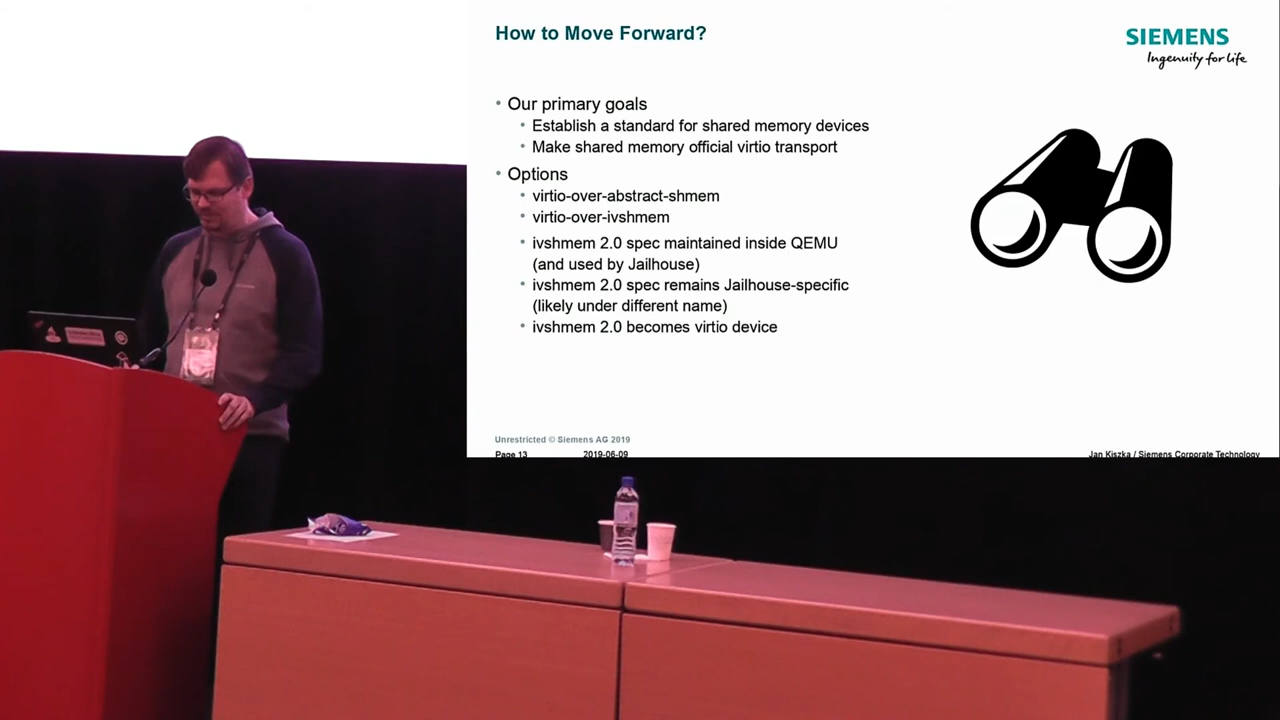 How to Move Forward?
SIEMENS
Ingenuity for life
• Our primary goals
• Establish a standard for shared memory devices
• Make shared memory official virtio transport
• Options
• virtio-over-abstract-shmem
• virtio-over-ivshmem
• ivshmem 2.0 spec maintained inside QEMU
(and used by Jailhouse)
• ivshmem 2.0 spec remains Jailhouse-specific
(likely under different name)
• ivshmem 2.0 becomes virtio device
Unrestricted © Siemens AG 2019
Page 13 2019-06-09 Jan Kiszka / Siemens Corporate Technology